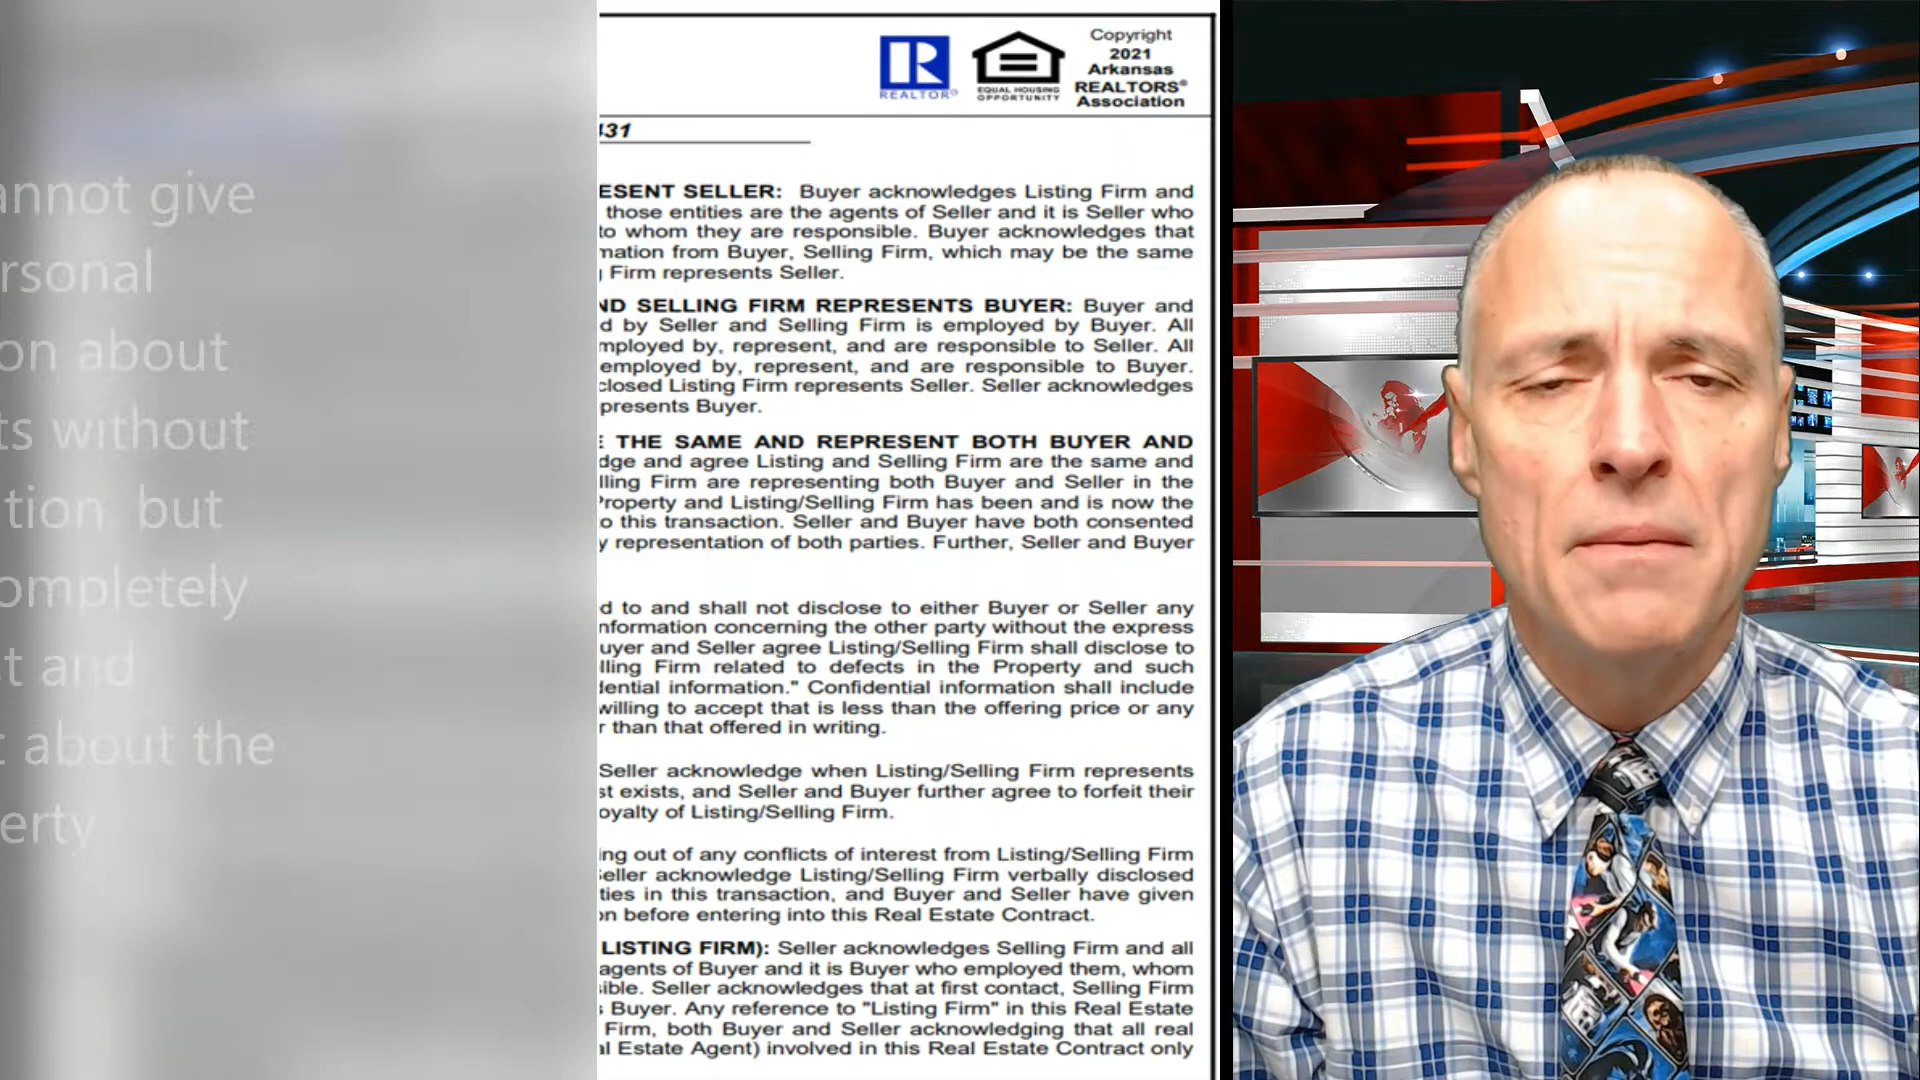 annot give
rsonal
on about
ts without
tion but
ompletely
t and
t about the
erty
REALTOR®
EQUAL HOUSING
OPPORTUNITY
Copyright
2021
Arkansas
REALTORS®
Association
431
ESENT SELLER: Buyer acknowledges Listing Firm and
those entities are the agents of Seller and it is Seller who
to whom they are responsible. Buyer acknowledges that
mation from Buyer, Selling Firm, which may be the same
g Firm represents Seller.
ND SELLING FIRM REPRESENTS BUYER: Buyer and
d by Seller and Selling Firm is employed by Buyer. All
mployed by, represent, and are responsible to Seller. All
employed by, represent, and are responsible to Buyer.
closed Listing Firm represents Seller. Seller acknowledges
presents Buyer.
E THE SAME AND REPRESENT BOTH BUYER AND
dge and agree Listing and Selling Firm are the same and
lling Firm are representing both Buyer and Seller in the
Property and Listing/Selling Firm has been and is now the
o this transaction. Seller and Buyer have both consented
y representation of both parties. Further, Seller and Buyer
d to and shall not disclose to either Buyer or Seller any
nformation concerning the other party without the express
uyer and Seller agree Listing/Selling Firm shall disclose to
lling Firm related to defects in the Property and such
dential information." Confidential information shall include
willing to accept that is less than the offering price or any
r than that offered in writing.
Seller acknowledge when Listing/Selling Firm represents
st exists, and Seller and Buyer further agree to forfeit their
oyalty of Listing/Selling Firm.
ing out of any conflicts of interest from Listing/Selling Firm
Seller acknowledge Listing/Selling Firm verbally disclosed
ties in this transaction, and Buyer and Seller have given
on before entering into this Real Estate Contract.
LISTING FIRM): Seller acknowledges Selling Firm and all
agents of Buyer and it is Buyer who employed them, whom
sible. Seller acknowledges that at first contact, Selling Firm
s Buyer. Any reference to "Listing Firm" in this Real Estate
Firm, both Buyer and Seller acknowledging that all real
al Estate Agent) involved in this Real Estate Contract only